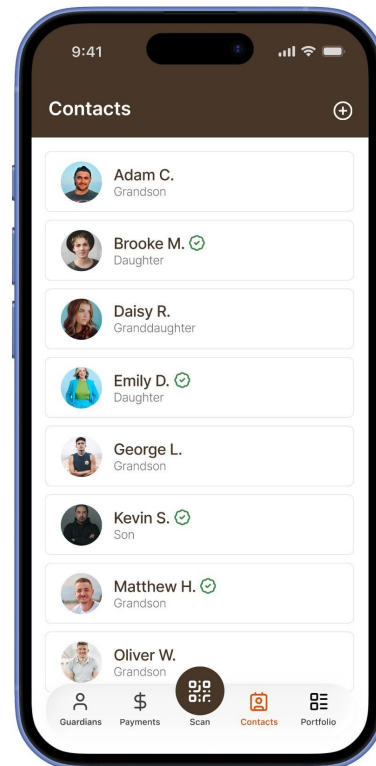 9:41
Contacts
Adam C.
Grandson
Brooke M.
Daughter
Daisy R.
Granddaughter
Emily D.
Daughter
George L.
Grandson
Kevin S.
Son
Matthew H.
Grandson
Oliver W.
Grandson
Guardians Payments Scan Contacts Portfolio